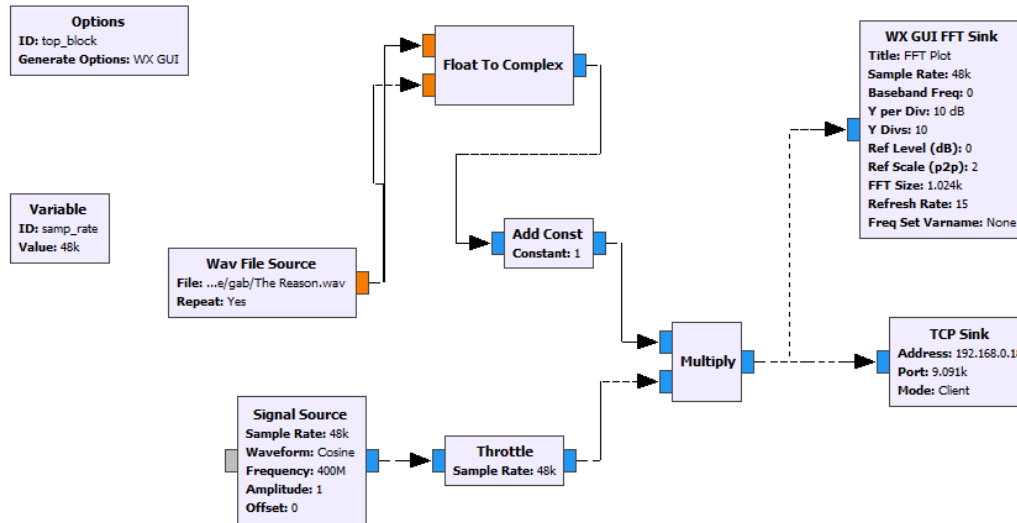 Options
ID: top_block
Generate Options: WX GUI
Variable
ID: samp_rate
Value: 48k
Wav File Source
File: ...e/gab/The Reason.wav
Repeat: Yes
Float To Complex
Add Const
Constant: 1
Signal Source
Sample Rate: 48k
Waveform: Cosine
Frequency: 400M
Amplitude: 1
Offset: 0
Throttle
Sample Rate: 48k
Multiply
WX GUI FFT Sink
Title: FFT Plot
Sample Rate: 48k
Baseband Freq: 0
Y per Div: 10 dB
Y Divs: 10
Ref Level (dB): 0
Ref Scale (p2p): 2
FFT Size: 1.024k
Refresh Rate: 15
Freq Set Varname: None
TCP Sink
Address: 192.168.0.18
Port: 9.091k
Mode: Client